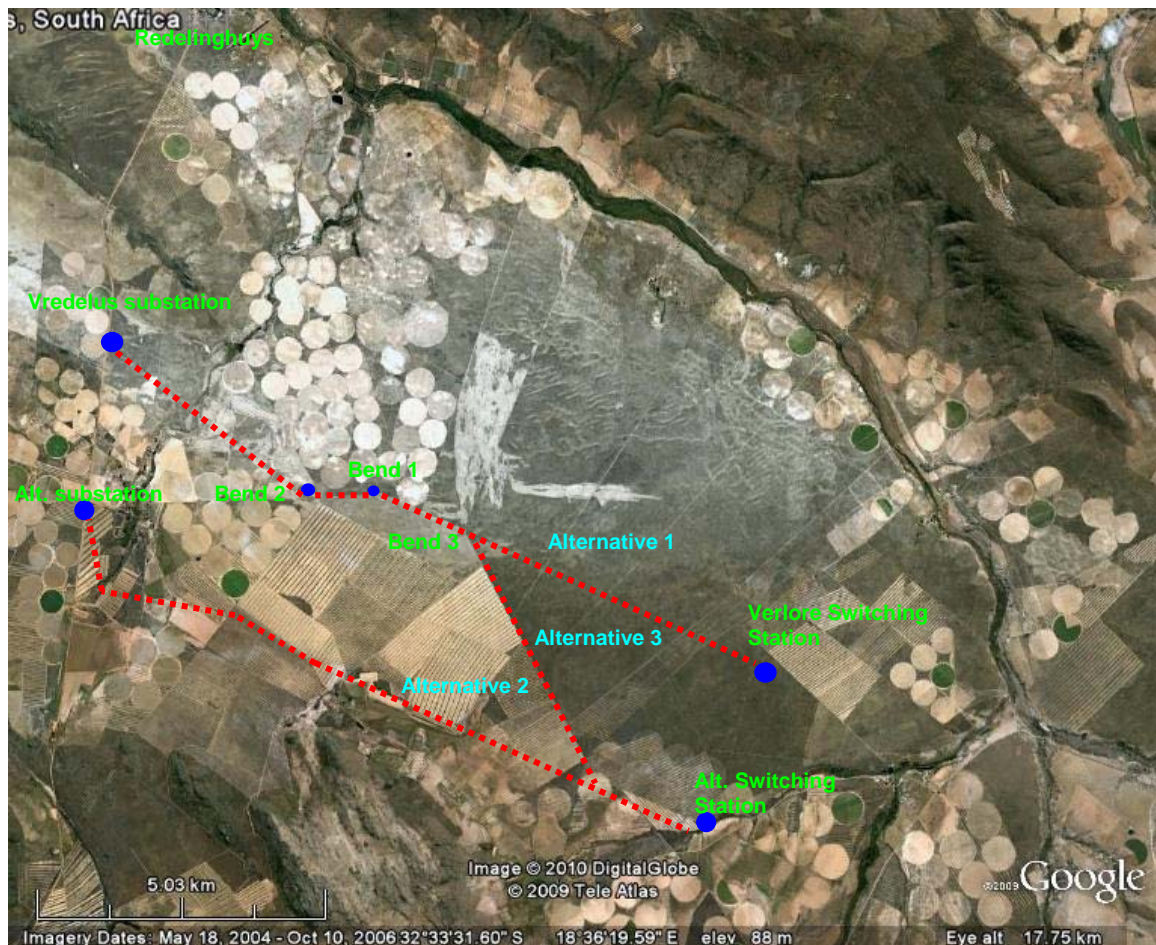 s, South Africa
Redelinghuys
Vredelus substation
Bend 1
Alt. substation
Bend 2
Bend 3
Alternative 1
Verlore Switching
Station
Alternative 3
Alternative 2
Alt. Switching
Station
Image © 2010 DigitalGlobe
© 2009 Tele Atlas
5.03 km
©2009 Google
Imagery Dates: May 18, 2004 - Oct 10, 2006 32°33'31.60" S 18°36'19.59" E elev 88 m Eye alt 17.75 km